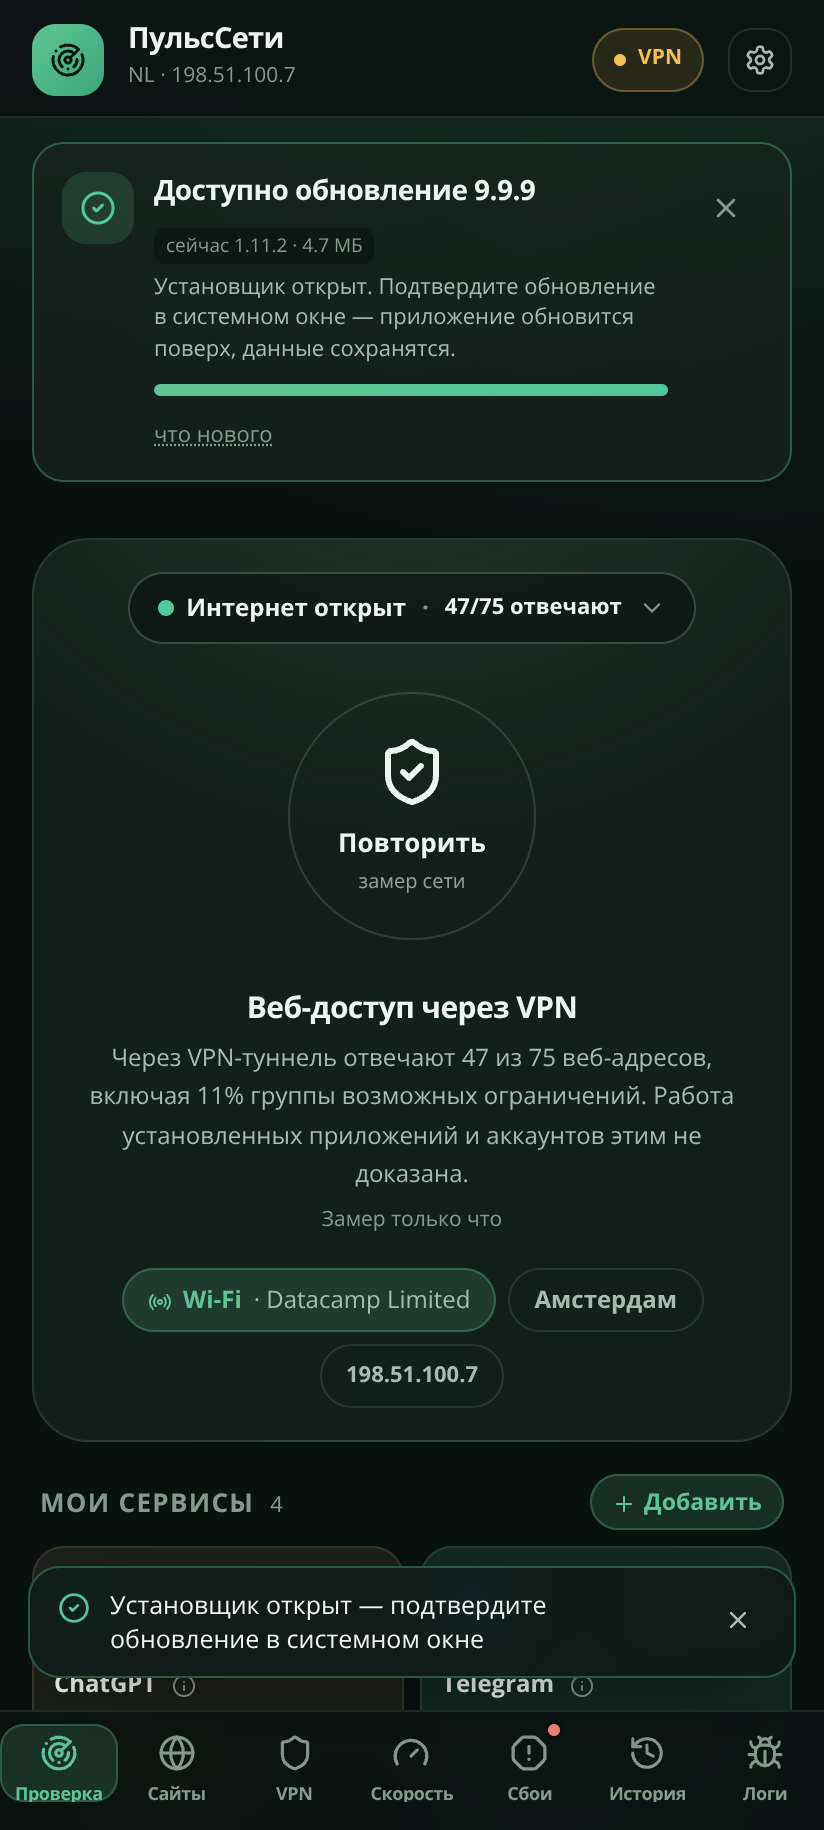 ПульсСети
NL · 198.51.100.7
VPN
Доступно обновление 9.9.9
сейчас 1.11.2 · 4.7 МБ
Установщик открыт. Подтвердите обновление
в системном окне — приложение обновится
поверх, данные сохранятся.
что нового
Интернет открыт · 47/75 отвечают
Повторить
замер сети
Веб-доступ через VPN
Через VPN-туннель отвечают 47 из 75 веб-адресов,
включая 11% группы возможных ограничений. Работа
установленных приложений и аккаунтов этим не
доказана.
Замер только что
Wi-Fi · Datacamp Limited
Амстердам
198.51.100.7
МОИ СЕРВИСЫ 4
+ Добавить
Установщик открыт — подтвердите
обновление в системном окне
ChatGPT
Telegram
Проверка
Сайты
VPN
Скорость
Сбои
История
Логи